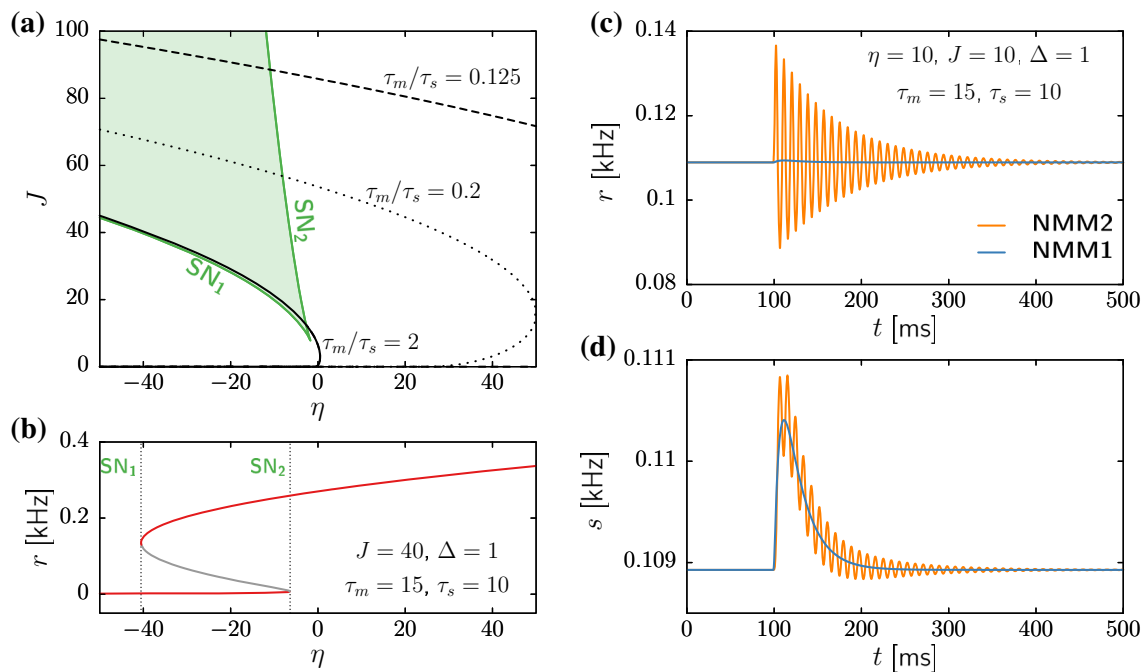 (a)
100
80
60
40
20
0
J
−40
−20
0
20
40
η
τm/τs = 0.125
τm/τs = 0.2
τm/τs = 2
SN1
SN2
(b)
0.4
0.2
0
r [kHz]
−40
−20
0
20
40
η
SN1
SN2
J = 40, Δ = 1
τm = 15, τs = 10
(c)
0.14
0.12
0.1
0.08
r [kHz]
0
100
200
300
400
500
t [ms]
η = 10, J = 10, Δ = 1
τm = 15, τs = 10
NMM2
NMM1
(d)
0.111
0.111
0.109
s [kHz]
0
100
200
300
400
500
t [ms]